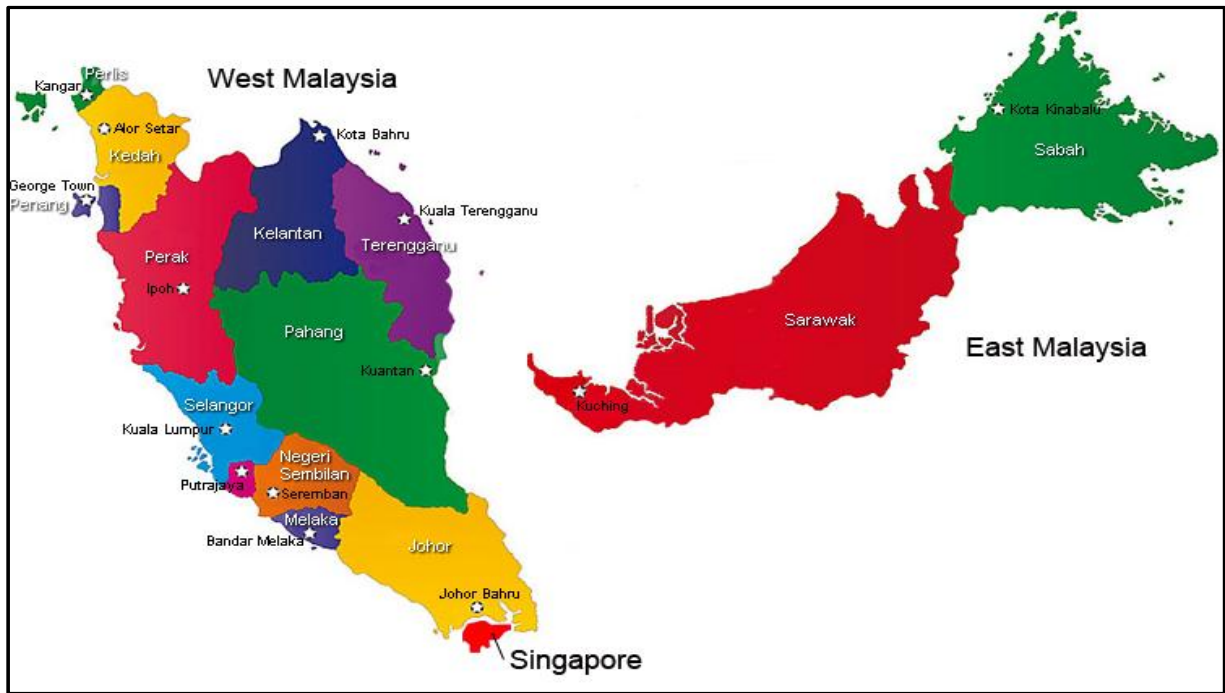 West Malaysia
Perlis
Kangar
Alor Setar
Kedah
George Town
Penang
Perak
Ipoh
Kota Bahru
Kelantan
Kuala Terengganu
Terengganu
Pahang
Kuantan
Selangor
Kuala Lumpur
Putrajaya
Negeri
Sembilan
Seremban
Melaka
Bandar Melaka
Johor
Johor Bahru
Singapore
Kota Kinabalu
Sabah
Sarawak
Kuching
East Malaysia